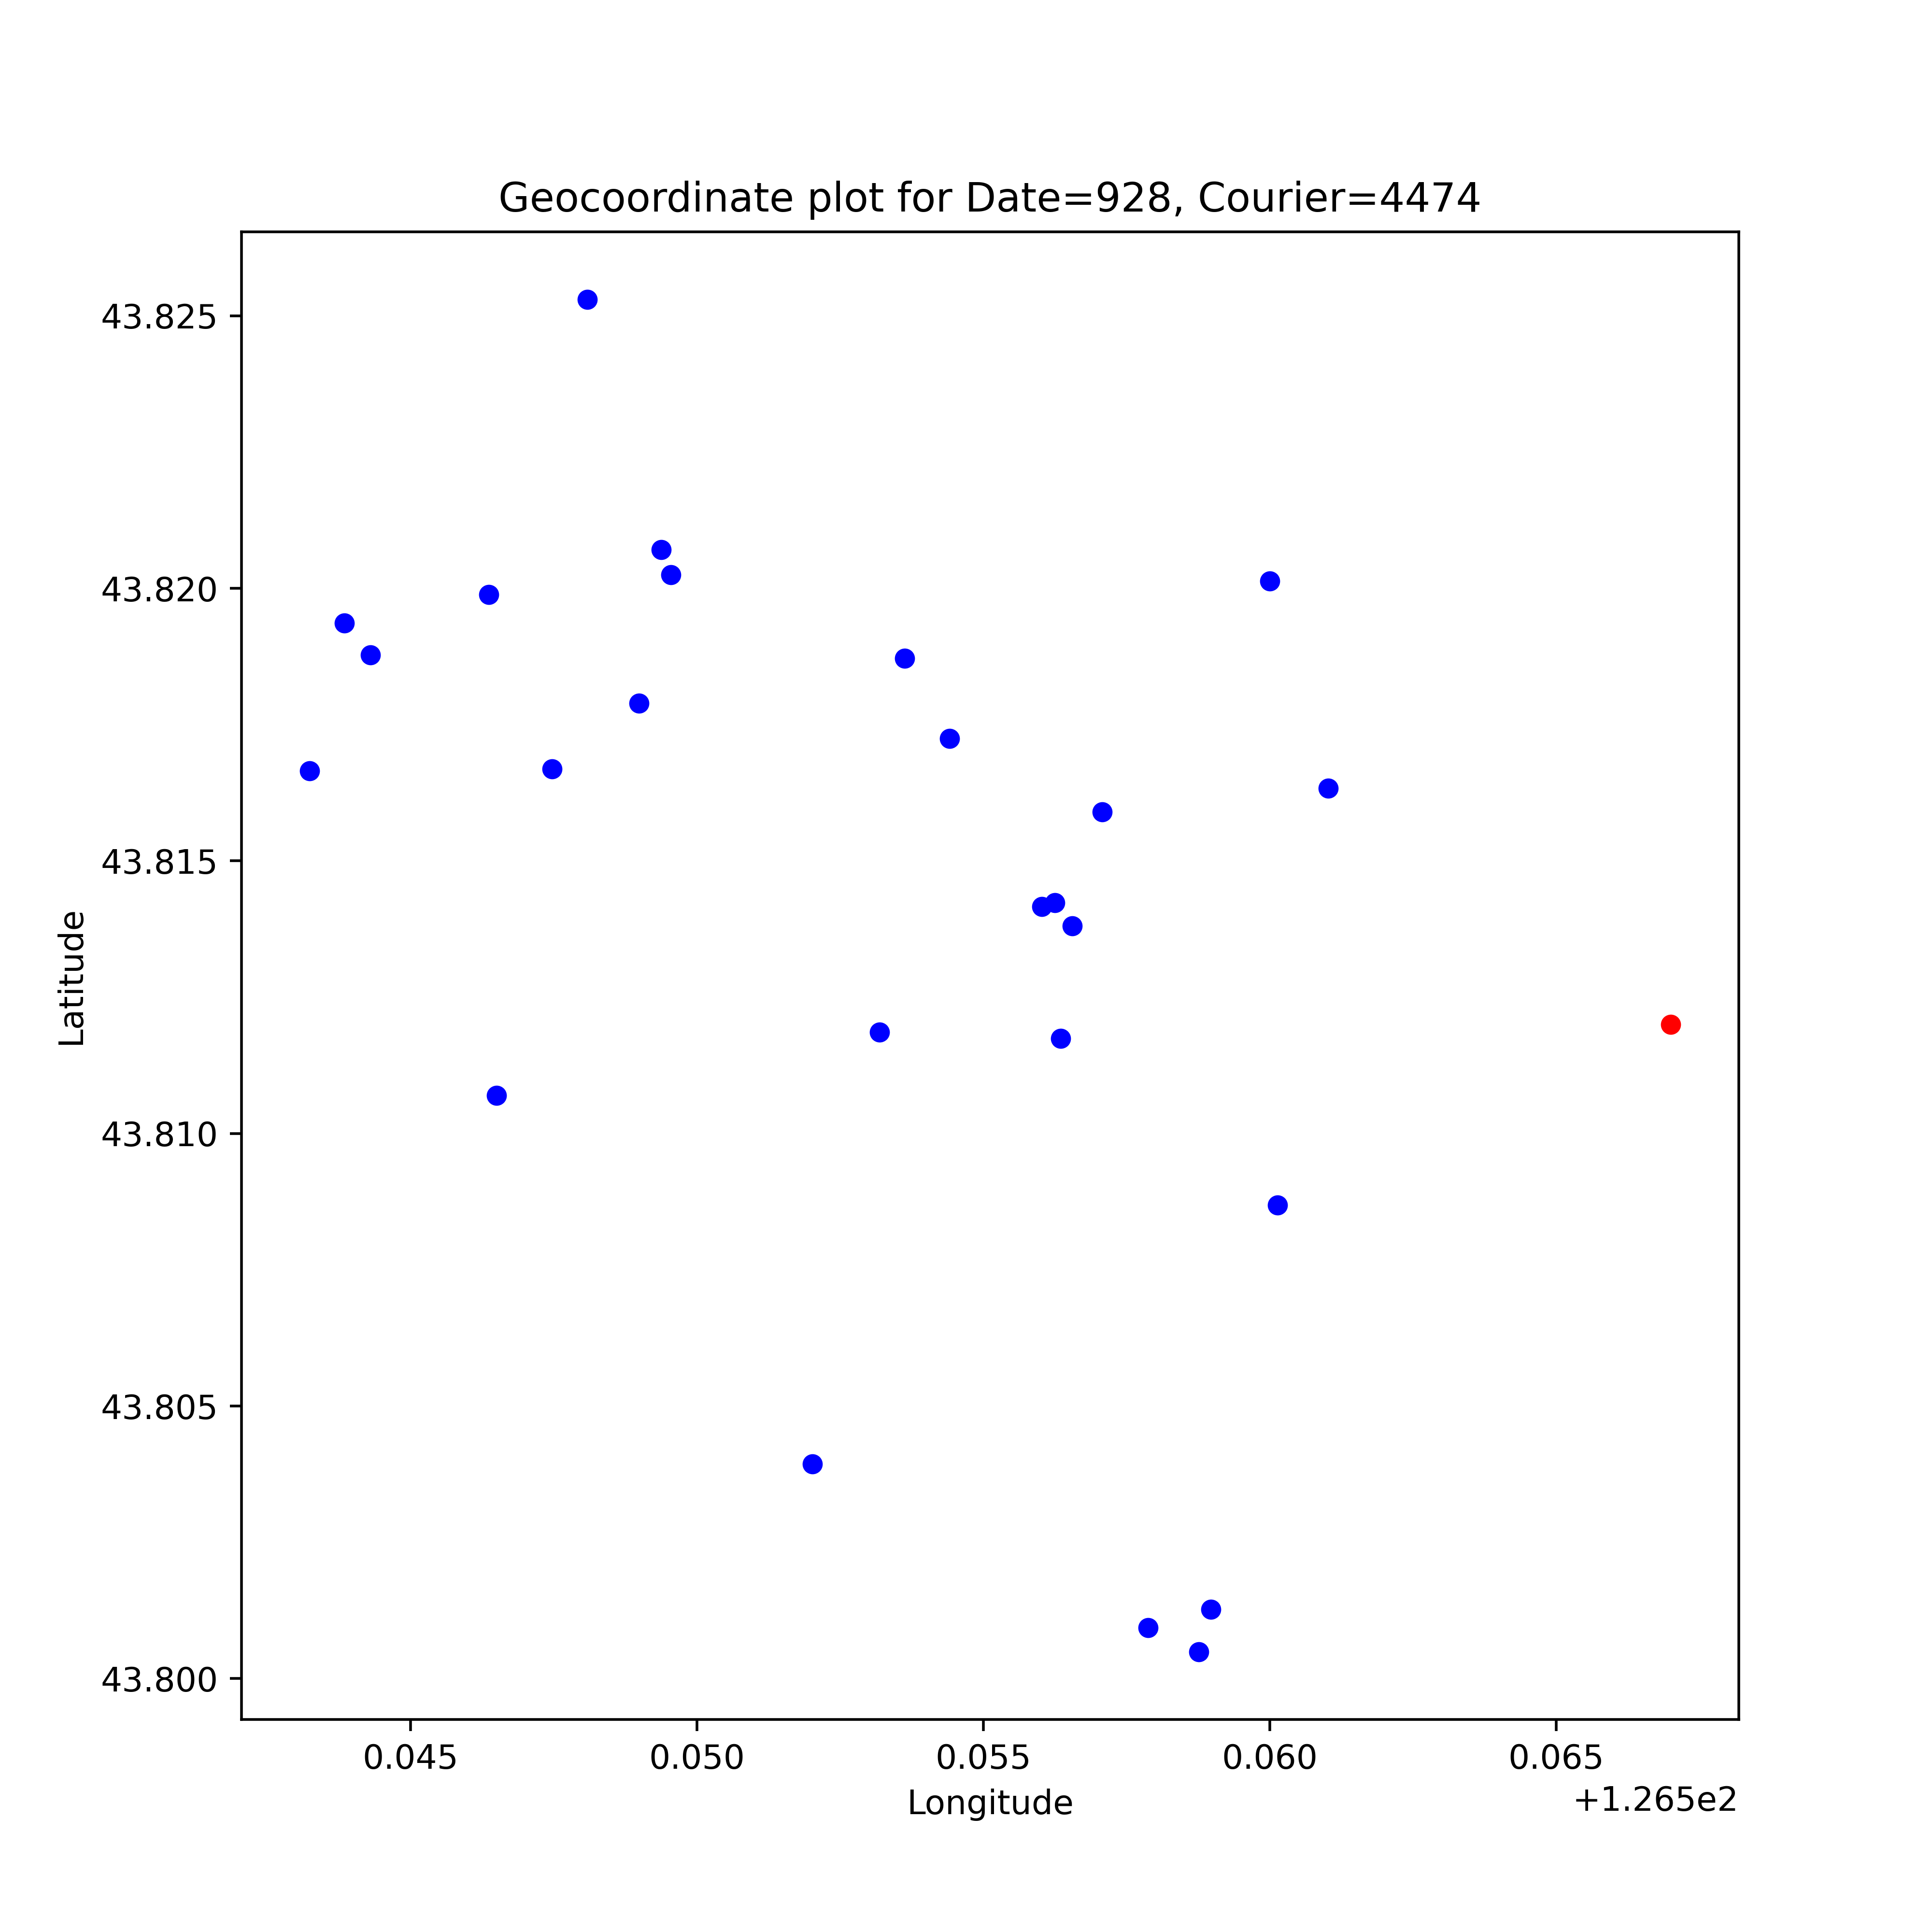 Geocoordinate plot for Date=928, Courier=4474
43.825
43.820
43.815
43.810
43.805
43.800
Latitude
0.045 0.050 0.055 0.060 0.065
Longitude
+1.265e2